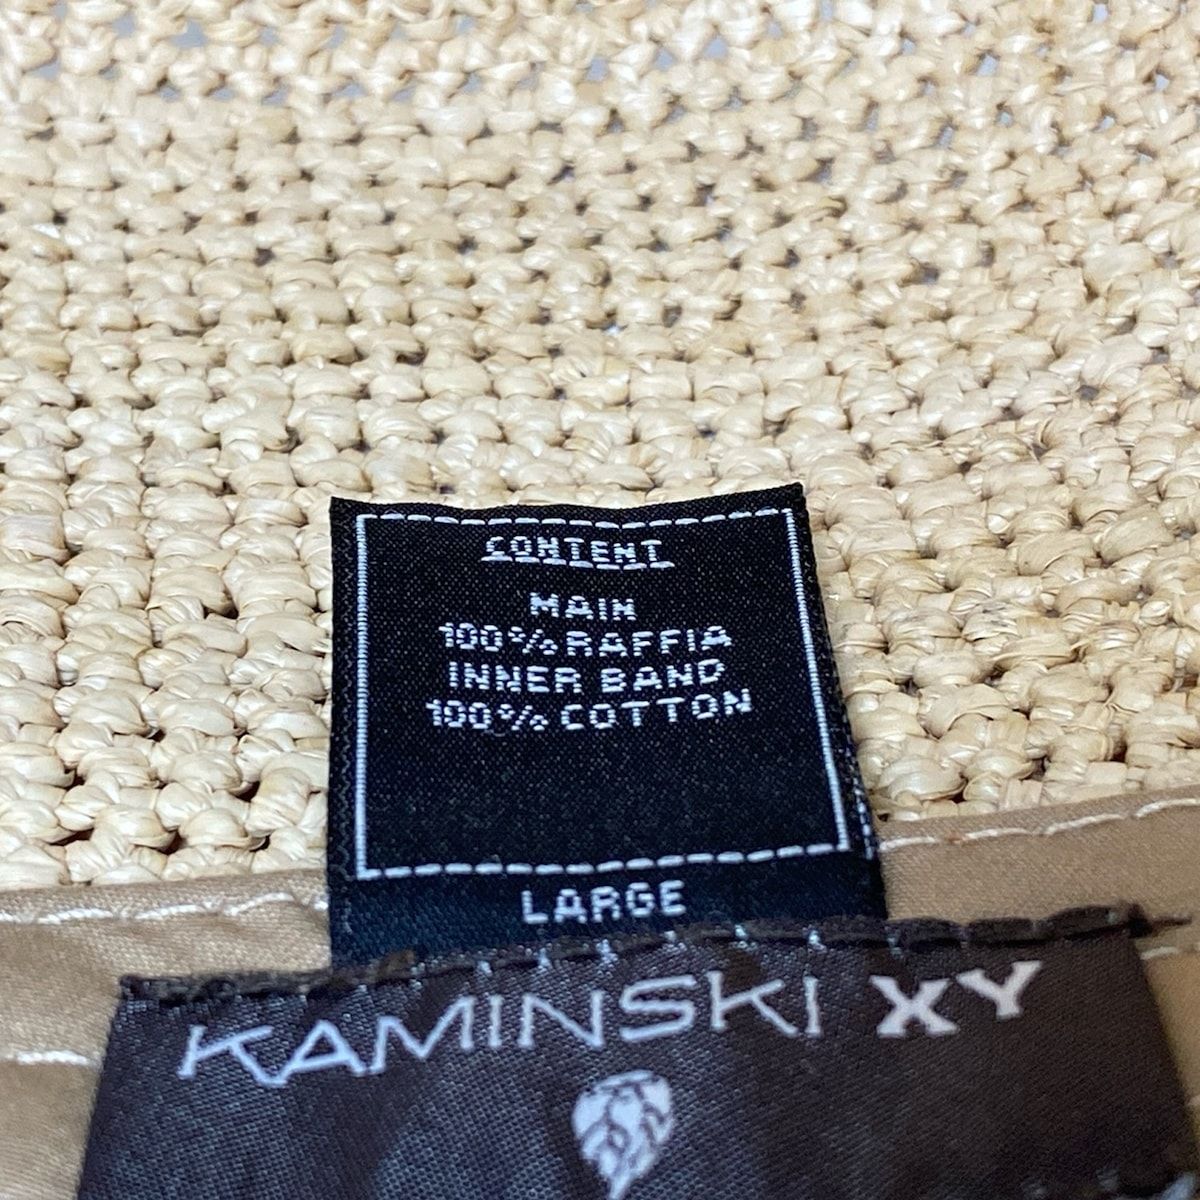 CONTENT
MAIN
100% RAFFIA
INNER BAND
100% COTTON
LARGE
KAMINSKI XY